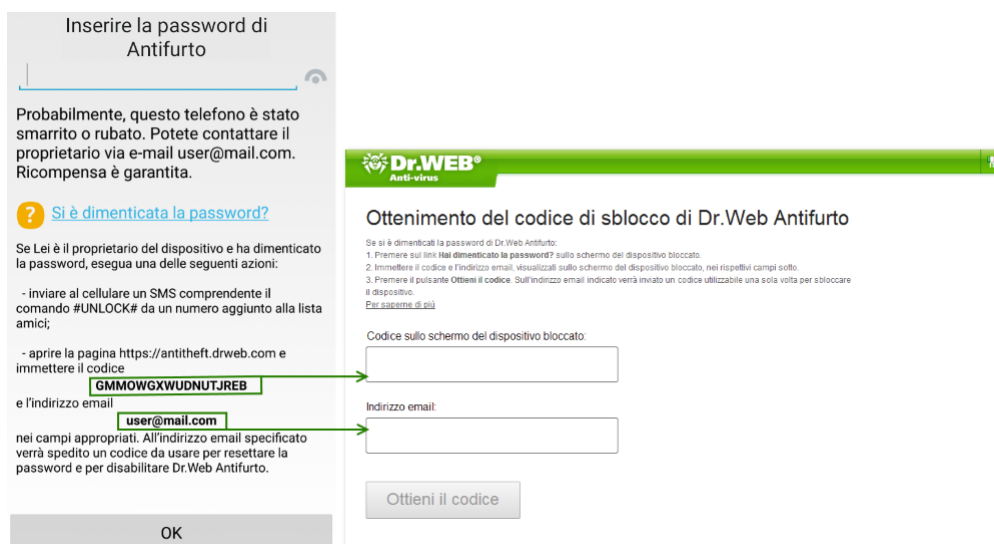 Inserire la password di
Antifurto
Probabilmente, questo telefono è stato
smarrito o rubato. Potete contattare il
proprietario via e-mail user@mail.com.
Ricompensa è garantita.
? Si è dimenticata la password?
Se Lei è il proprietario del dispositivo e ha dimenticato
la password, esegua una delle seguenti azioni:
- inviare al cellulare un SMS comprendente il
comando #UNLOCK# da un numero aggiunto alla lista
amici;
- aprire la pagina https://antitheft.drweb.com e
immettere il codice
GMMOWGXWUDNUTJREB
e l'indirizzo email
user@mail.com
nei campi appropriati. All'indirizzo email specificato
verrà spedito un codice da usare per resettare la
password e per disabilitare Dr.Web Antifurto.
OK
Dr.WEB®
Anti-virus
Ottenimento del codice di sblocco di Dr.Web Antifurto
Se si è dimenticati la password di Dr.Web Antifurto:
1. Premere sul link Hai dimenticato la password? sullo schermo del dispositivo bloccato.
2. Immettere il codice e l'indirizzo email, visualizzati sullo schermo del dispositivo bloccato, nei rispettivi campi sotto.
3. Premere il pulsante Ottieni il codice. Sull'indirizzo email indicato verrà inviato un codice utilizzabile una sola volta per sbloccare
il dispositivo.
Per saperne di più
Codice sullo schermo del dispositivo bloccato:
Indirizzo email:
Ottieni il codice